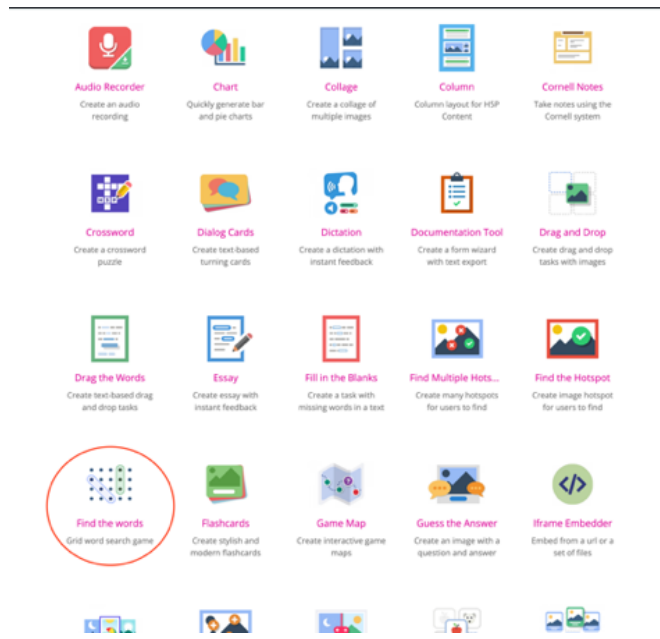 Audio Recorder
Create an audio
recording
Chart
Quickly generate bar
and pie charts
Collage
Create a collage of
multiple images
Column
Column layout for H5P
Content
Cornell Notes
Take notes using the
Cornell system
Crossword
Create a crossword
puzzle
Dialog Cards
Create text-based
turning cards
Dictation
Create a dictation with
instant feedback
Documentation Tool
Create a form wizard
with text export
Drag and Drop
Create drag and drop
tasks with images
Drag the Words
Create text-based drag
and drop tasks
Essay
Create essay with
instant feedback
Fill in the Blanks
Create a task with
missing words in a text
Find Multiple Hots...
Create many hotspots
for users to find
Find the Hotspot
Create image hotspot
for users to find
Find the words
Grid word search game
Flashcards
Create stylish and
modern flashcards
Game Map
Create interactive game
maps
Guess the Answer
Create an image with a
question and answer
Iframe Embedder
Embed from a url or a
set of files